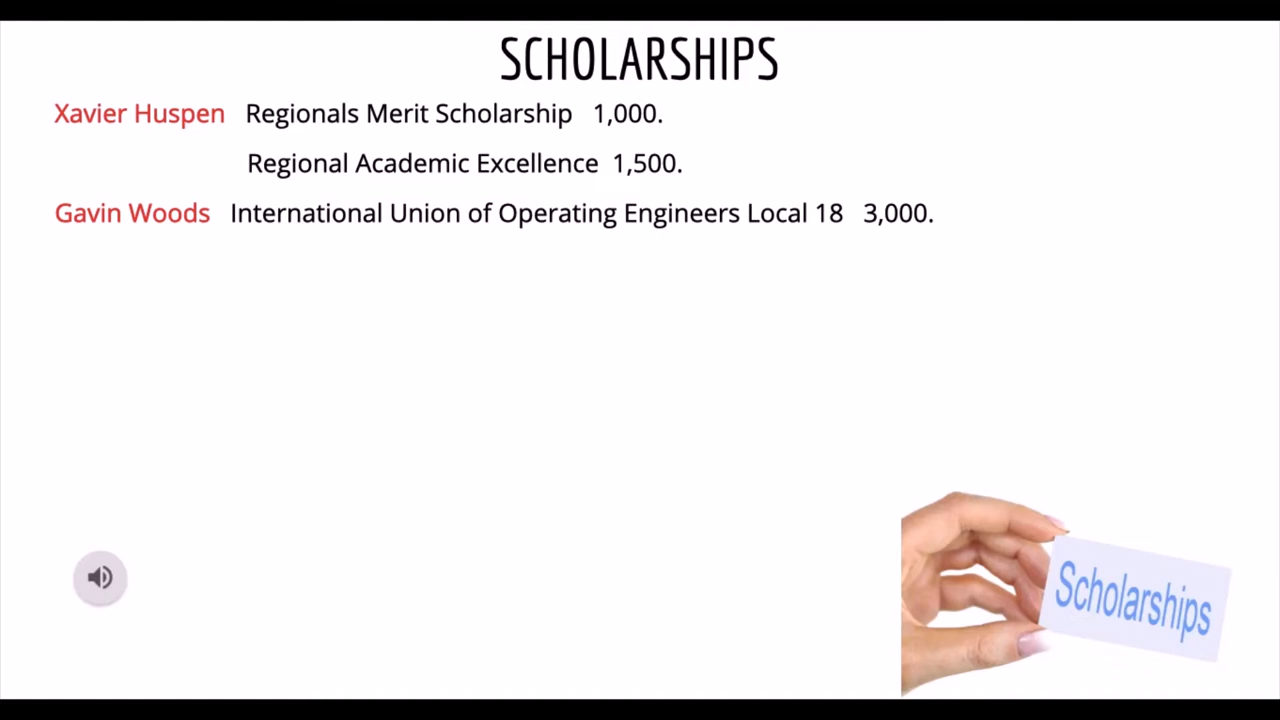 SCHOLARSHIPS
Xavier Huspen Regionals Merit Scholarship 1,000.
Regional Academic Excellence 1,500.
Gavin Woods International Union of Operating Engineers Local 18 3,000.
Scholarships